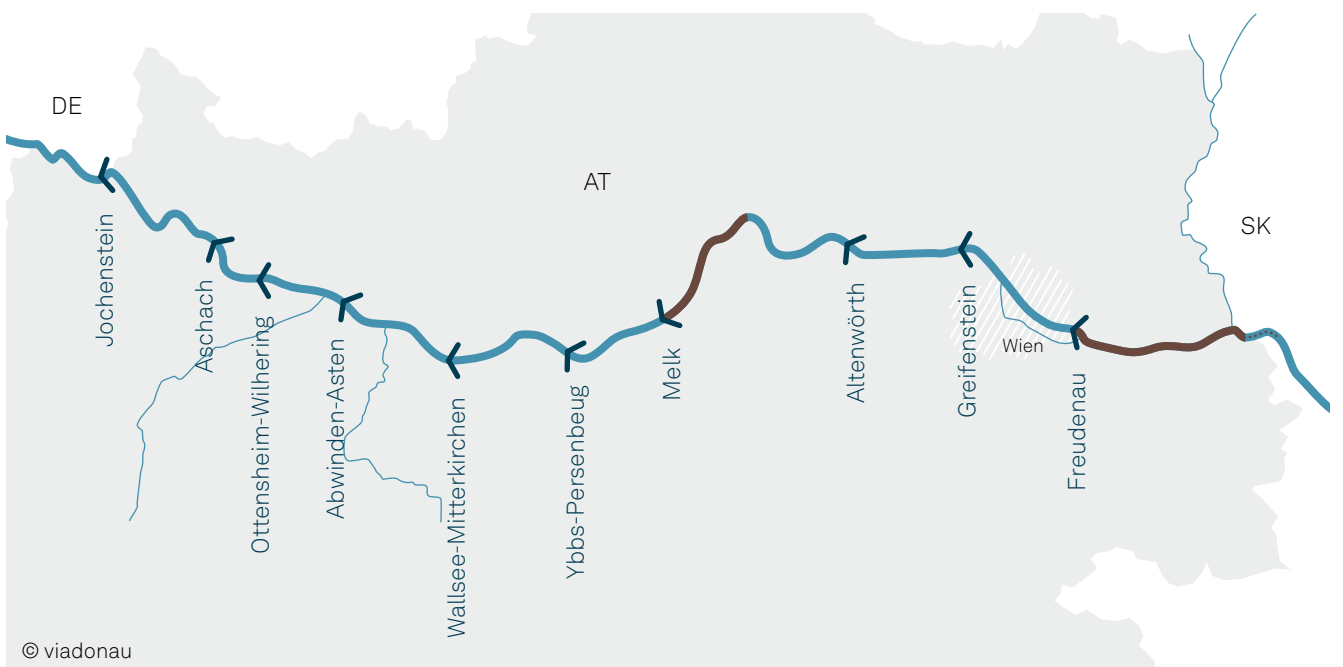 DE
AT
SK
Jochenstein
Aschach
Ottensheim-Wilhering
Abwinden-Asten
Wallsee-Mitterkirchen
Ybbs-Persenbeug
Melk
Altenwörth
Greifenstein
Wien
Freudenau
© viadonau